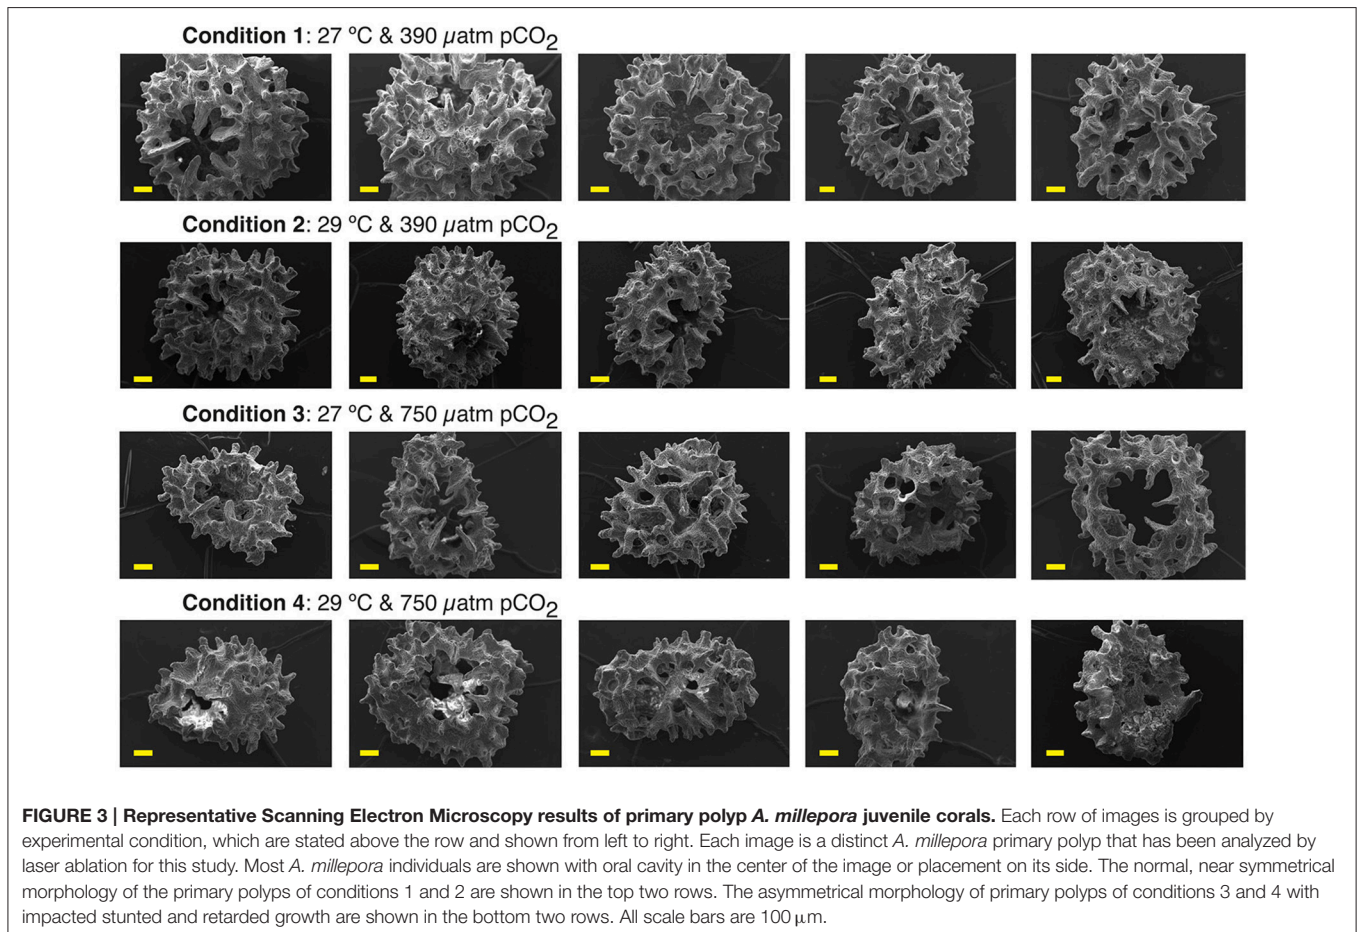 Condition 1: 27 ºC & 390 µatm pCO2
Condition 2: 29 ºC & 390 µatm pCO2
Condition 3: 27 ºC & 750 µatm pCO2
Condition 4: 29 ºC & 750 µatm pCO2
FIGURE 3 | Representative Scanning Electron Microscopy results of primary polyp A. millepora juvenile corals. Each row of images is grouped by
experimental condition, which are stated above the row and shown from left to right. Each image is a distinct A. millepora primary polyp that has been analyzed by
laser ablation for this study. Most A. millepora individuals are shown with oral cavity in the center of the image or placement on its side. The normal, near symmetrical
morphology of the primary polyps of conditions 1 and 2 are shown in the top two rows. The asymmetrical morphology of primary polyps of conditions 3 and 4 with
impacted stunted and retarded growth are shown in the bottom two rows. All scale bars are 100 µm.